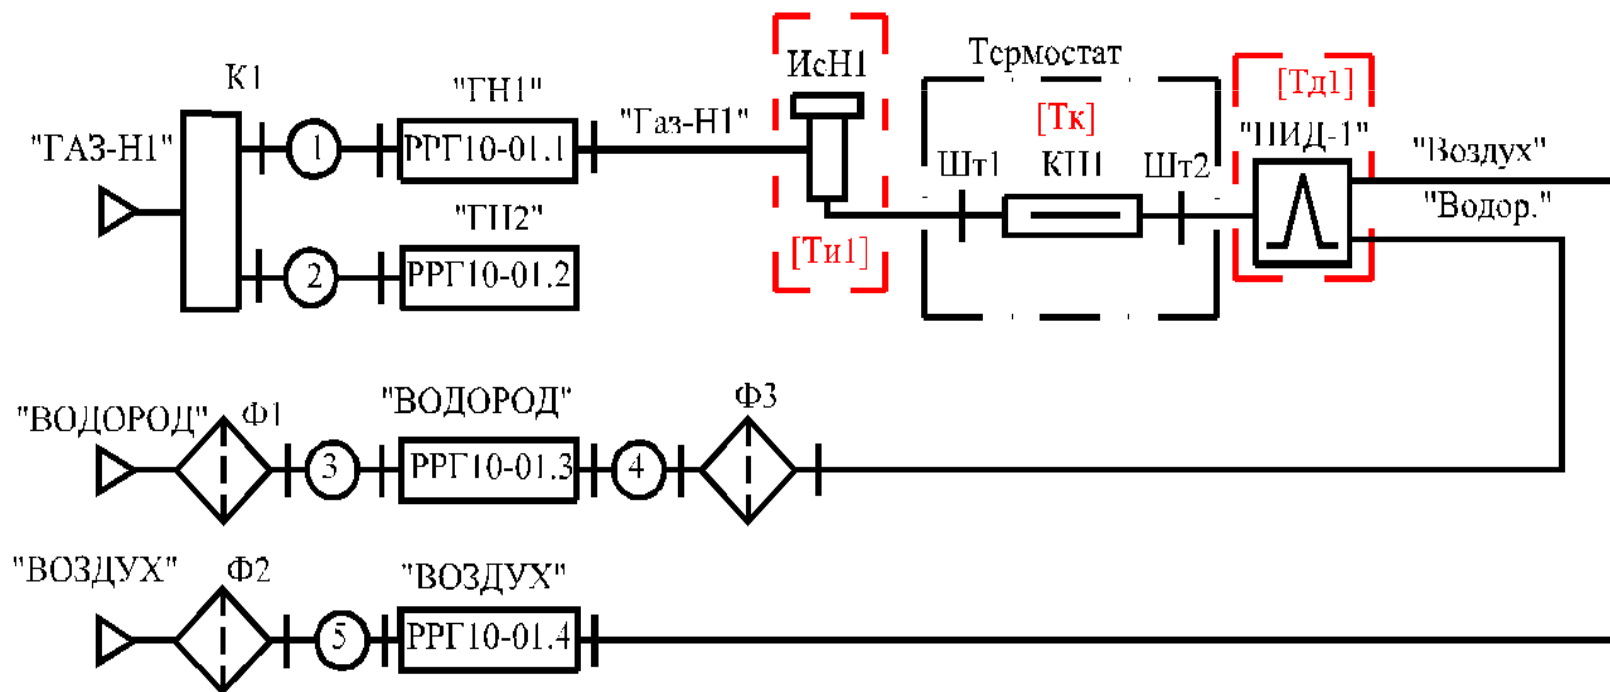 К1
"ГН1"
ИсН1
Термостат
[Тд1]
"ГАЗ-Н1"
1
РРГ10-01.1
"Газ-Н1"
[Тк]
"ПИД-1"
"Воздух"
Шт1
КП1
Шт2
"Водор."
"ГН2"
[Ти1]
2
РРГ10-01.2
"ВОДОРОД"
Ф1
"ВОДОРОД"
Ф3
3
РРГ10-01.3
4
"ВОЗДУХ"
Ф2
"ВОЗДУХ"
5
РРГ10-01.4